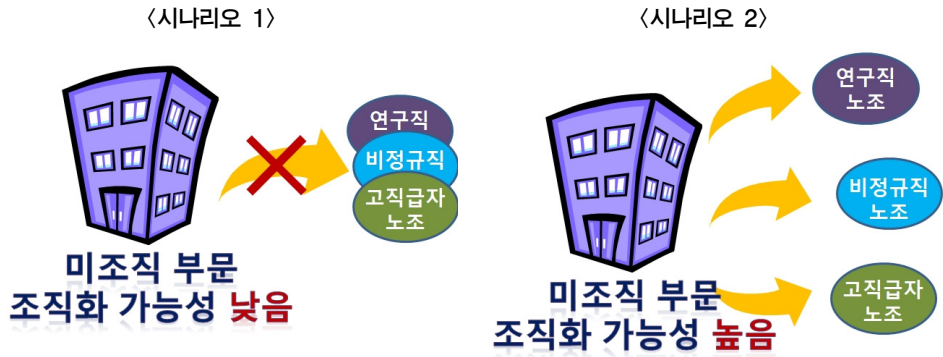 〈시나리오 1〉
연구직
비정규직
고직급자
노조
미조직 부문
조직화 가능성 낮음
〈시나리오 2〉
연구직
노조
비정규직
노조
고직급자
노조
미조직 부문
조직화 가능성 높음